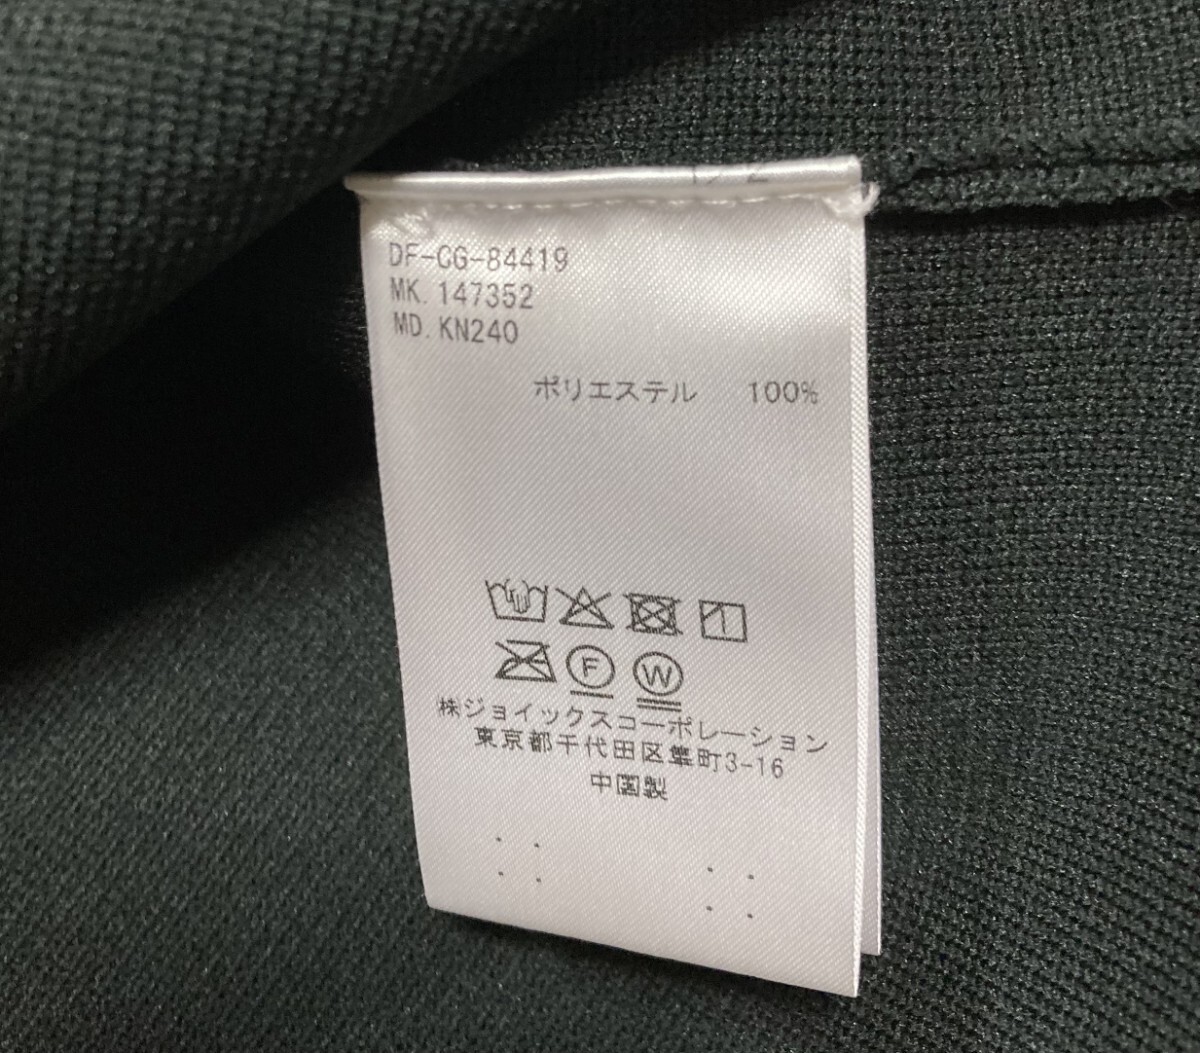 DF-CG-84419
MK. 147352
MD. KN240
ポリエステル 100%
F W
㈱ジョイックスコーポレーション
東京都千代田区隼町3-16
中国製